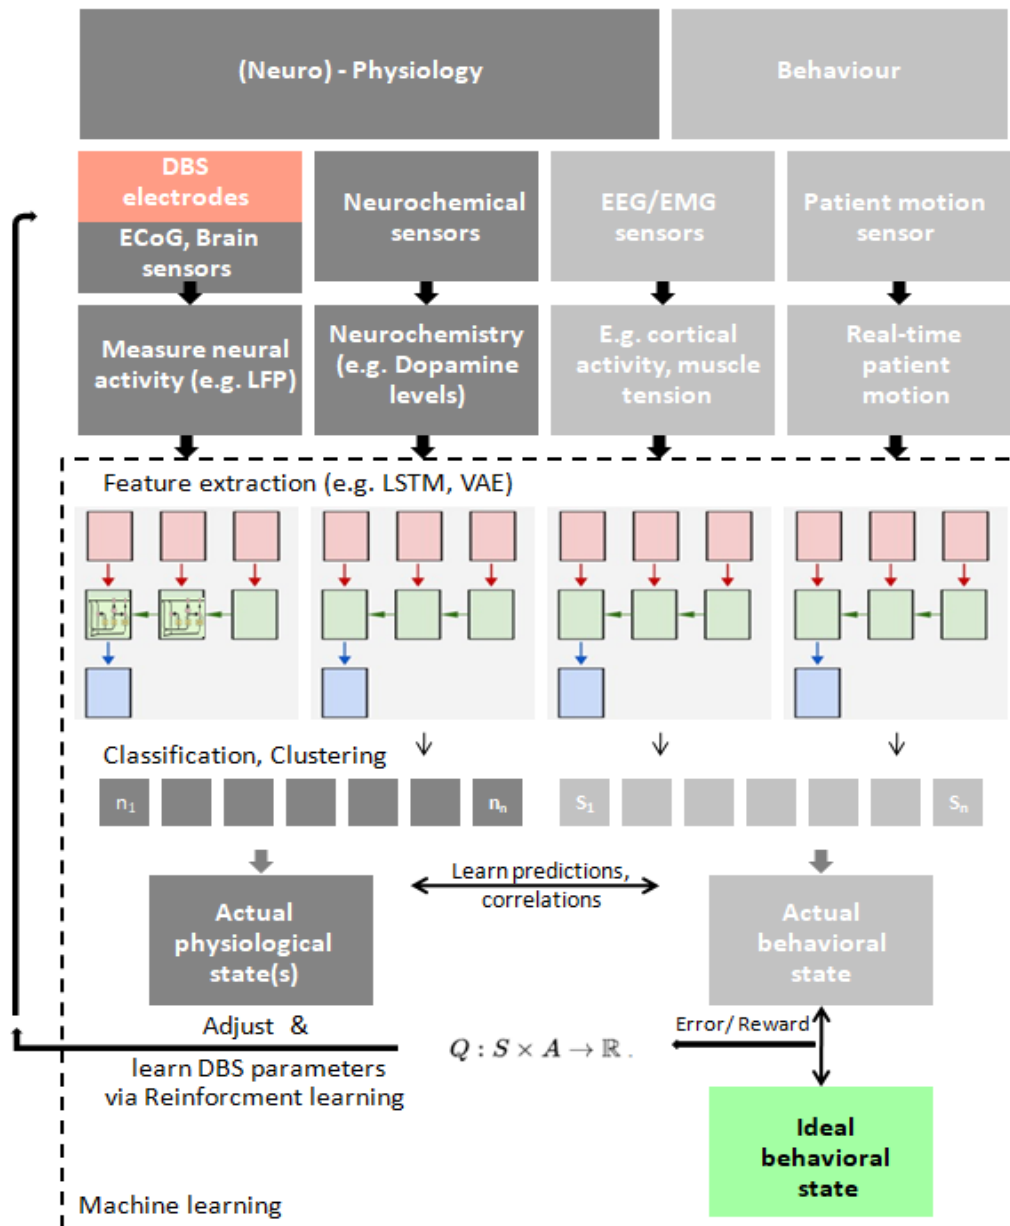 (Neuro) - Physiology
Behaviour
DBS
electrodes
ECoG, Brain
sensors
Neurochemical
sensors
EEG/EMG
sensors
Patient motion
sensor
Measure neural
activity (e.g. LFP)
Neurochemistry
(e.g. Dopamine
levels)
E.g. cortical
activity, muscle
tension
Real-time
patient
motion
Feature extraction (e.g. LSTM, VAE)
Classification, Clustering
n₁
nₙ
S₁
Sₙ
Learn predictions,
correlations
Actual
physiological
state(s)
Actual
behavioral
state
Adjust &
learn DBS parameters
via Reinforcment learning
Q : S × A → ℝ .
Error/ Reward
Ideal
behavioral
state
Machine learning